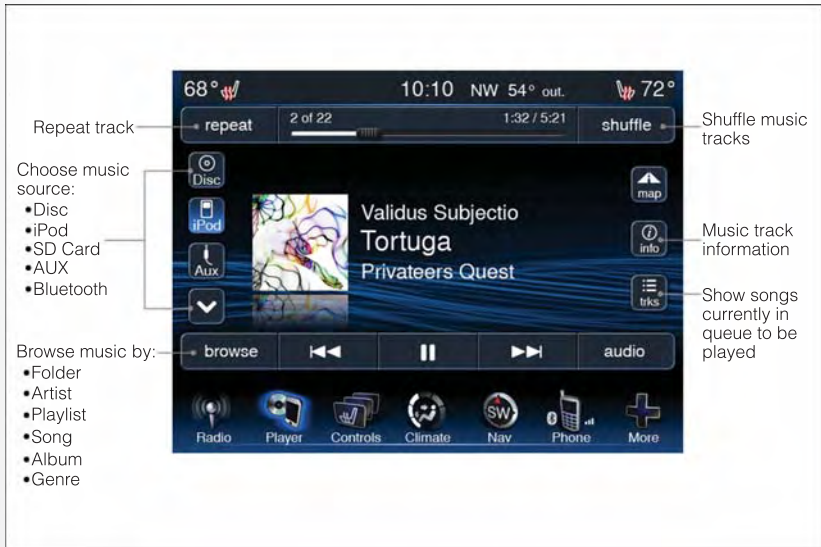 68°
10:10 NW 54° out.
72°
repeat
2 of 22
1:32 / 5:21
shuffle
Repeat track
Shuffle music
tracks
Choose music
source:
•Disc
•iPod
•SD Card
•AUX
•Bluetooth
Disc
iPod
Aux
Validus Subjectio
Tortuga
Privateers Quest
map
info
trks
Music track
information
Show songs
currently in
queue to be
played
Browse music by:
•Folder
•Artist
•Playlist
•Song
•Album
•Genre
browse
audio
Radio
Player
Controls
Climate
SW
Nav
Phone
More